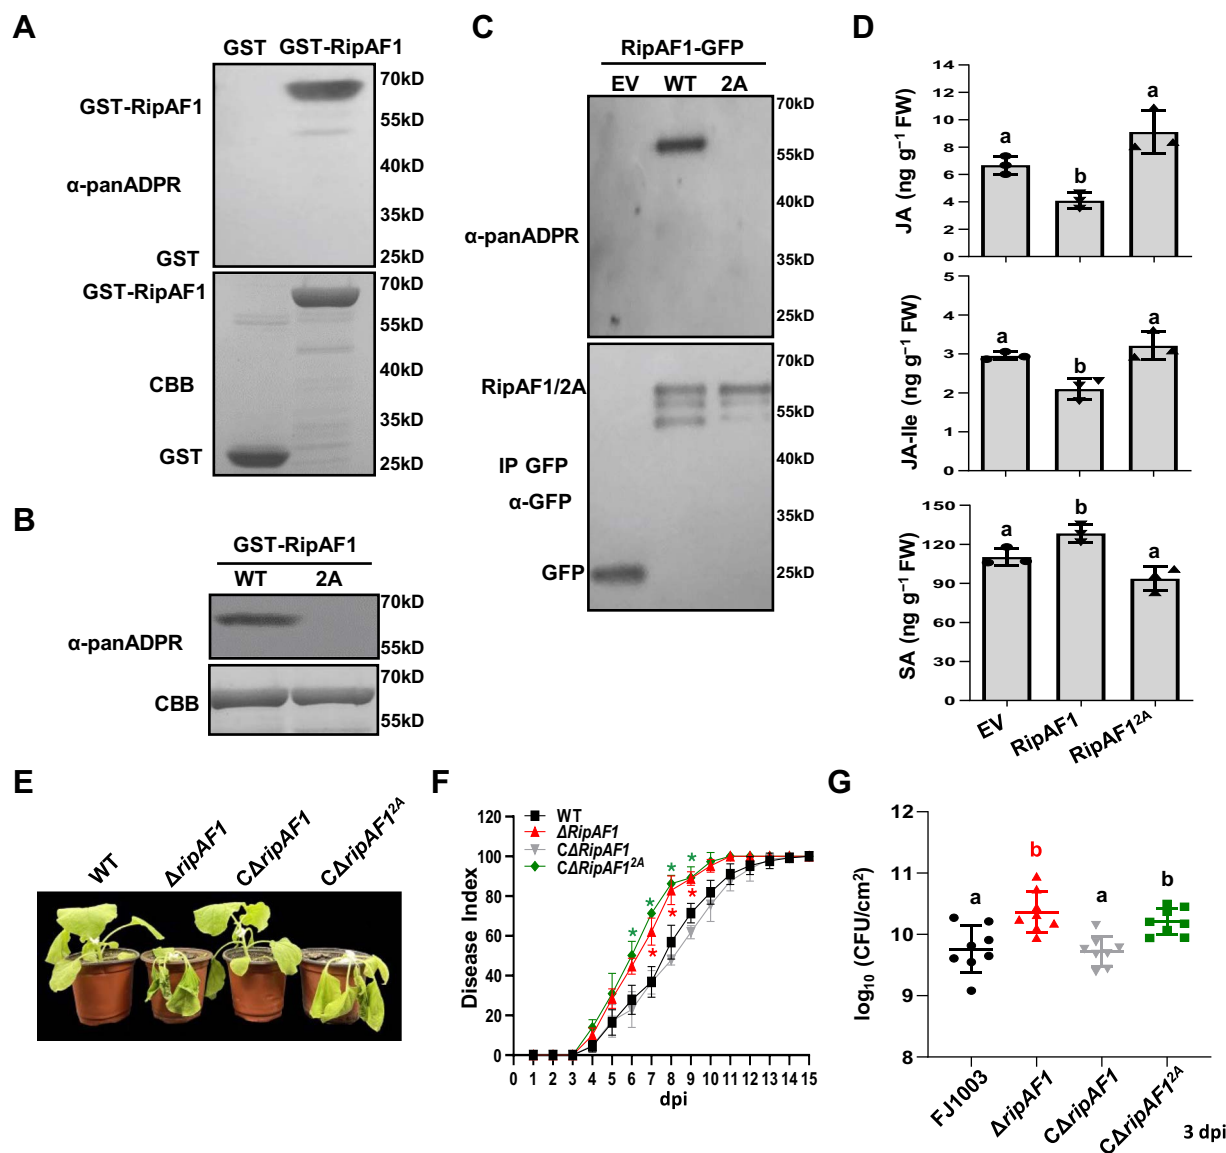 A
GST GST-RipAF1
GST-RipAF1
α-panADPR
GST
70kD
55kD
40kD
35kD
25kD
GST-RipAF1
CBB
GST
70kD
55kD
40kD
35kD
25kD
B
GST-RipAF1
WT 2A
α-panADPR
70kD
55kD
CBB
70kD
55kD
C
RipAF1-GFP
EV WT 2A
α-panADPR
70kD
55kD
40kD
35kD
25kD
RipAF1/2A
IP GFP
α-GFP
GFP
70kD
55kD
40kD
35kD
25kD
D
JA (ng g⁻¹ FW)
14
12
10
8
6
4
2
0
a b a
JA-Ile (ng g⁻¹ FW)
5
4
3
2
1
0
a b a
SA (ng g⁻¹ FW)
150
120
90
60
30
0
a b a
EV RipAF1 RipAF1²ᴬ
E
WT ΔripAF1 CΔripAF1 CΔripAF1²ᴬ
F
WT
ΔRipAF1
CΔRipAF1
CΔRipAF1²ᴬ
Disease Index
120
100
80
60
40
20
0
* * * *
* * *
0 1 2 3 4 5 6 7 8 9 10 11 12 13 14 15
dpi
G
log₁₀ (CFU/cm²)
12
11
10
9
8
a b a b
FJ1003 ΔripAF1 CΔripAF1 CΔripAF1²ᴬ
3 dpi